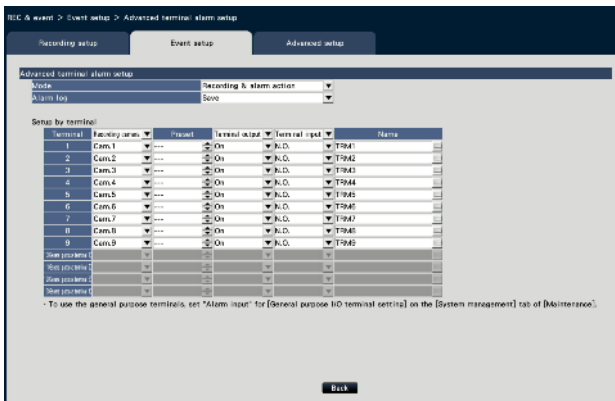 REC & event > Event setup > Advanced terminal alarm setup
Recording setup Event setup Advanced setup
Advanced terminal alarm setup
Mode Recording & alarm action
Alarm log Save
Setup by terminal
Terminal Recording camera Preset Terminal output Terminal input Name
1 Cam.1 --- On N.O. TRM1
2 Cam.2 --- On N.O. TRM2
3 Cam.3 --- On N.O. TRM3
4 Cam.4 --- On N.O. TRM4
5 Cam.5 --- On N.O. TRM5
6 Cam.6 --- On N.O. TRM6
7 Cam.7 --- On N.O. TRM7
8 Cam.8 --- On N.O. TRM8
9 Cam.9 --- On N.O. TRM9
- To use the general purpose terminals, set "Alarm input" for [General purpose I/O terminal setting] on the [System management] tab of [Maintenance].
Back